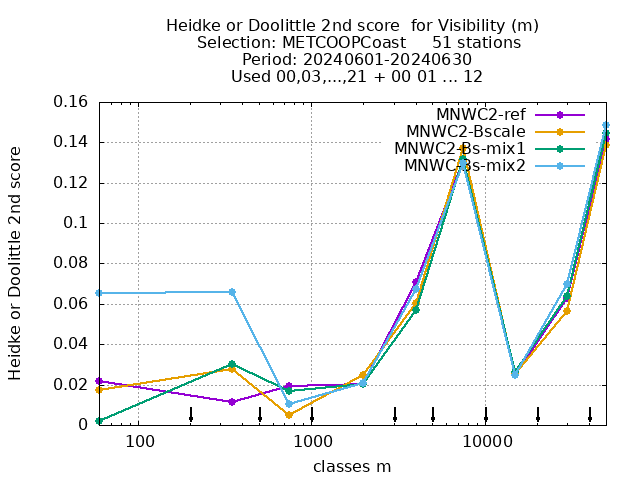 Heidke or Doolittle 2nd score  for Visibility (m)
Selection: METCOOPCoast     51 stations
Period: 20240601-20240630
Used 00,03,...,21 + 00 01 ... 12
MNWC2-ref
MNWC2-Bscale
MNWC2-Bs-mix1
MNWC-Bs-mix2
Heidke or Doolittle 2nd score
0.16
0.14
0.12
0.1
0.08
0.06
0.04
0.02
0
100 1000 10000
classes m